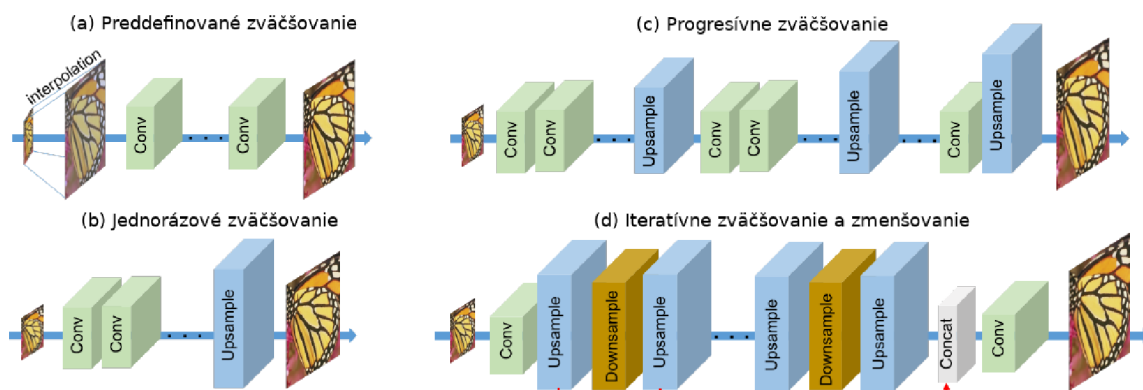 (a) Preddefinované zväčšovanie
interpolation
Conv
Conv
(b) Jednorázové zväčšovanie
Conv
Conv
Upsample
(c) Progresívne zväčšovanie
Conv
Conv
Upsample
Conv
Conv
Upsample
Conv
Upsample
(d) Iteratívne zväčšovanie a zmenšovanie
Conv
Upsample
Downsample
Upsample
Upsample
Downsample
Upsample
Concat
Conv